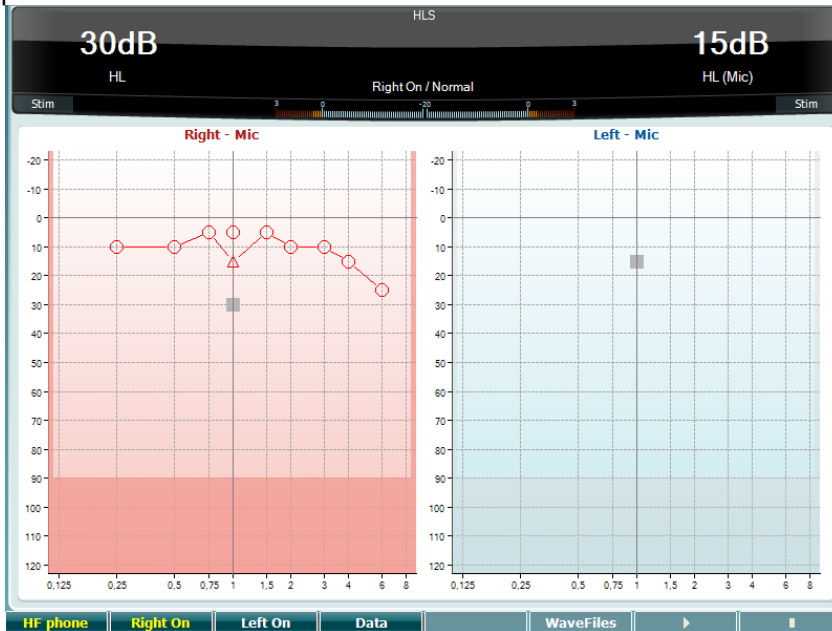 HLS
30dB 15dB
HL HL (Mic)
Right On / Normal
Stim 3 0 -20 0 3 Stim
Right - Mic Left - Mic
-20 -20
-10 -10
0 0
10 10
20 20
30 30
40 40
50 50
60 60
70 70
80 80
90 90
100 100
110 110
120 120
0,125 0,25 0,5 0,75 1 1,5 2 3 4 6 8 0,125 0,25 0,5 0,75 1 1,5 2 3 4 6 8
HF phone Right On Left On Data WaveFiles